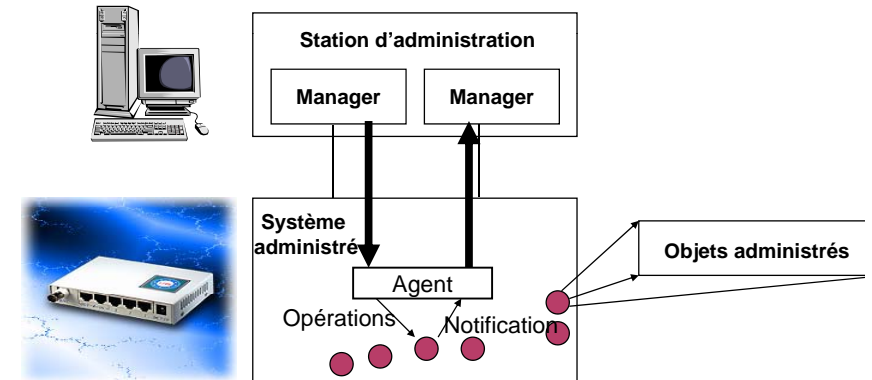 Station d'administration
Manager
Manager
Système
administré
Agent
Opérations
Notification
Objets administrés